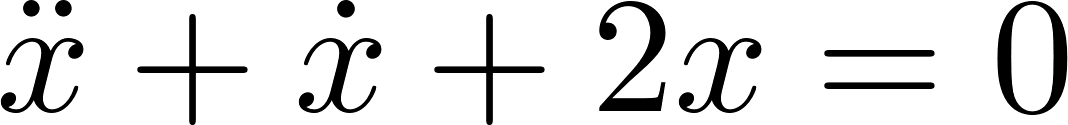 ẍ + ẋ + 2x = 0